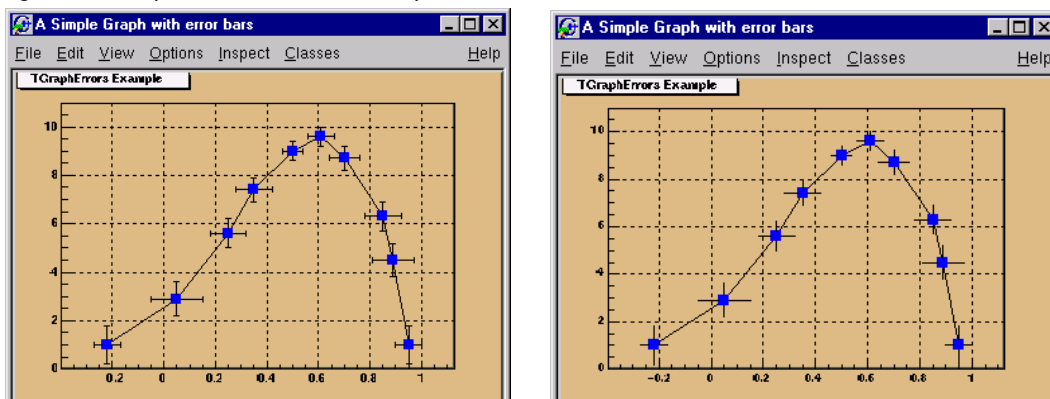 A Simple Graph with error bars
File Edit View Options Inspect Classes Help
TGraphErrors Example
10
8
6
4
2
0
0.2 0 0.2 0.4 0.6 0.8 1
A Simple Graph with error bars
File Edit View Options Inspect Classes Help
TGraphErrors Example
10
8
6
4
2
0
-0.2 0 0.2 0.4 0.6 0.8 1